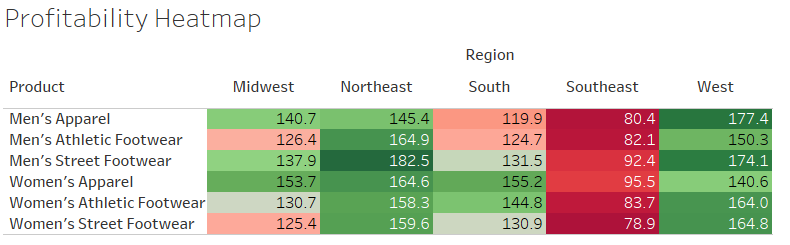 Profitability Heatmap
Region
Product Midwest Northeast South Southeast West
Men's Apparel 140.7 145.4 119.9 80.4 177.4
Men's Athletic Footwear 126.4 164.9 124.7 82.1 150.3
Men's Street Footwear 137.9 182.5 131.5 92.4 174.1
Women's Apparel 153.7 164.6 155.2 95.5 140.6
Women's Athletic Footwear 130.7 158.3 144.8 83.7 164.0
Women's Street Footwear 125.4 159.6 130.9 78.9 164.8